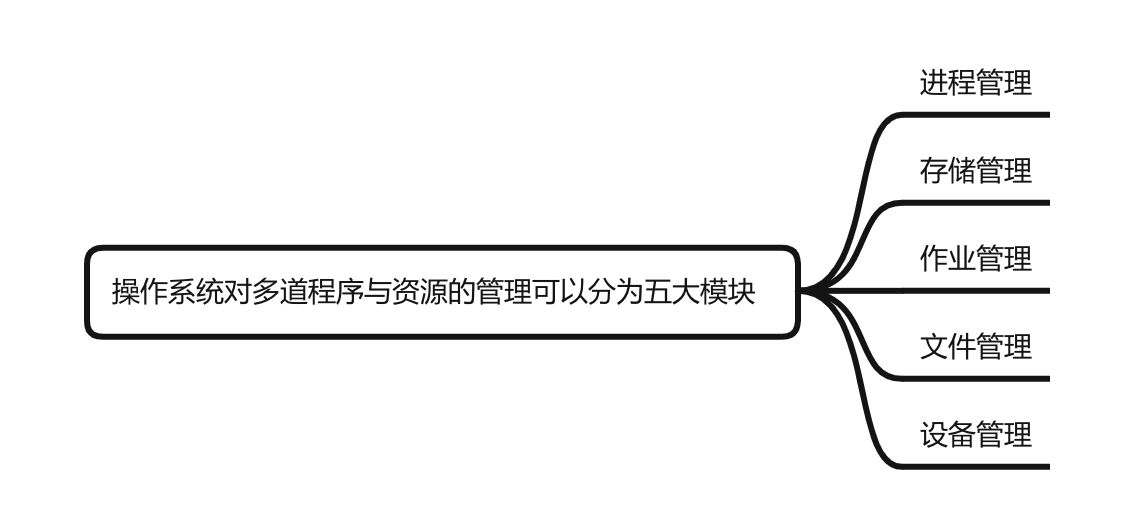 进程管理
存储管理
操作系统对多道程序与资源的管理可以分为五大模块
作业管理
文件管理
设备管理